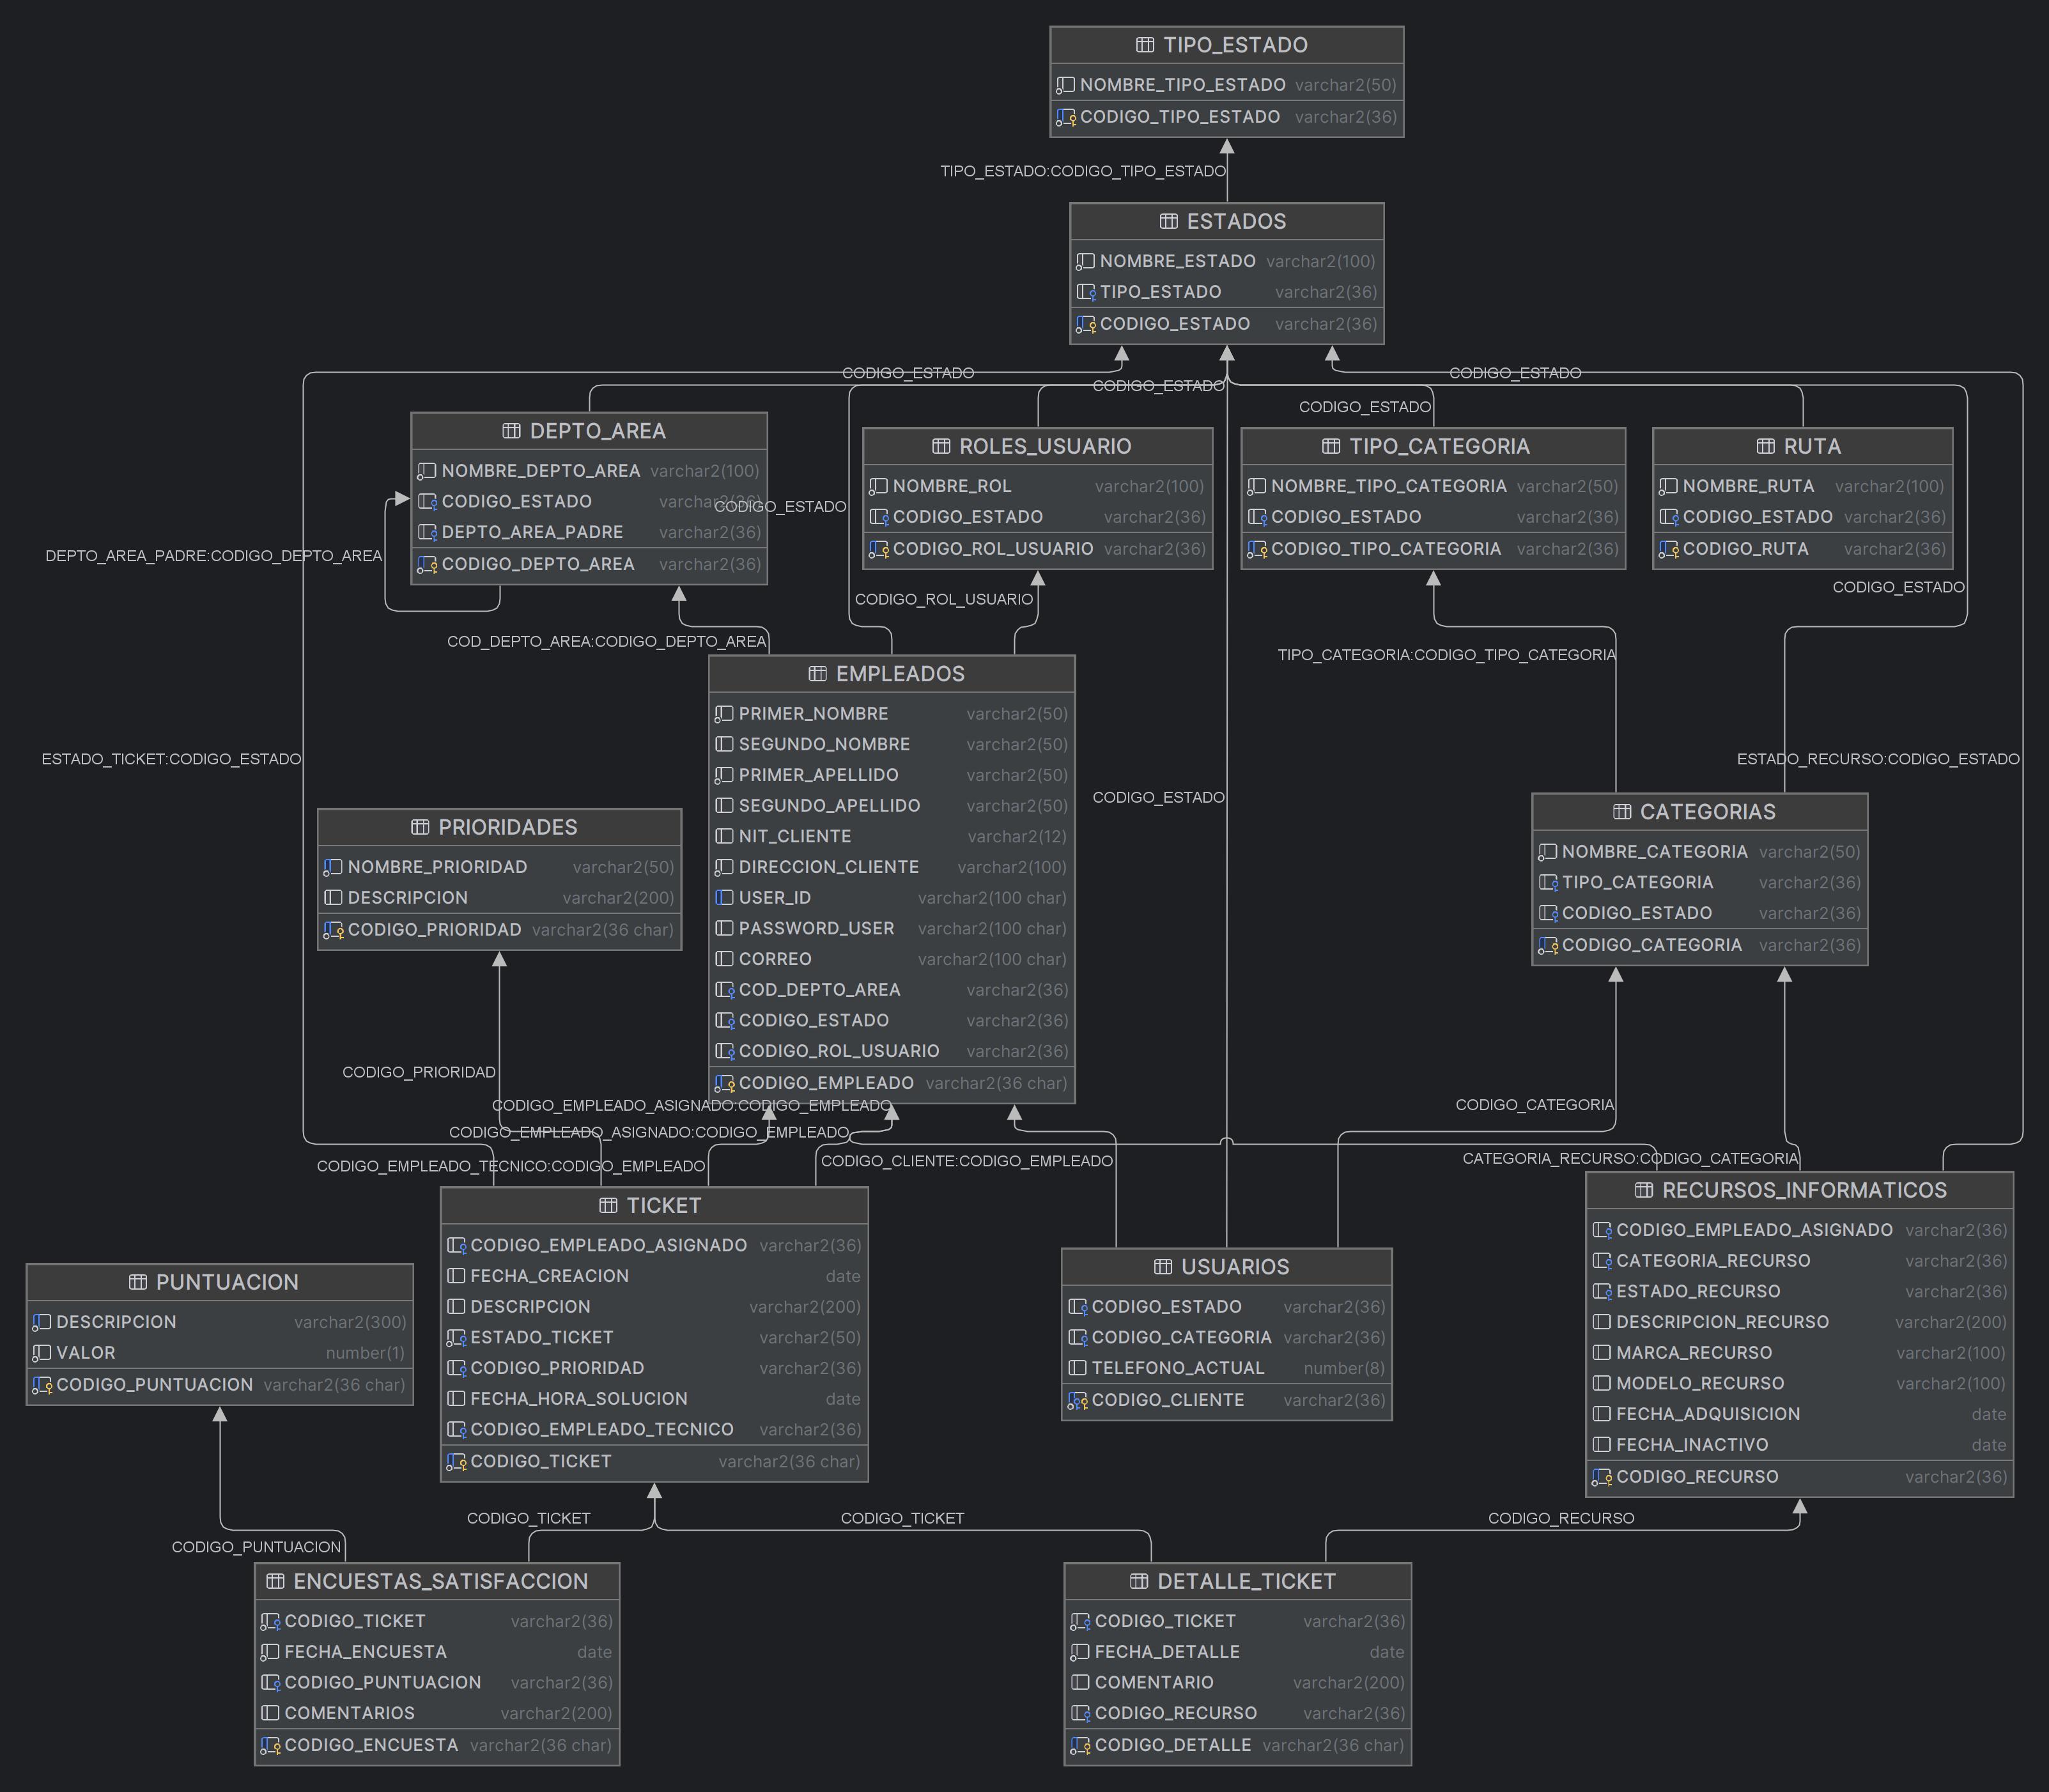 TIPO_ESTADO
NOMBRE_TIPO_ESTADO varchar2(50)
CODIGO_TIPO_ESTADO varchar2(36)
TIPO_ESTADO:CODIGO_TIPO_ESTADO
ESTADOS
NOMBRE_ESTADO varchar2(100)
TIPO_ESTADO varchar2(36)
CODIGO_ESTADO varchar2(36)
CODIGO_ESTADO
CODIGO_ESTADO
CODIGO_ESTADO
CODIGO_ESTADO
DEPTO_AREA
NOMBRE_DEPTO_AREA varchar2(100)
CODIGO_ESTADO varchar2(36)
DEPTO_AREA_PADRE varchar2(36)
CODIGO_DEPTO_AREA varchar2(36)
CODIGO_ESTADO
DEPTO_AREA_PADRE:CODIGO_DEPTO_AREA
ROLES_USUARIO
NOMBRE_ROL varchar2(100)
CODIGO_ESTADO varchar2(36)
CODIGO_ROL_USUARIO varchar2(36)
TIPO_CATEGORIA
NOMBRE_TIPO_CATEGORIA varchar2(50)
CODIGO_ESTADO varchar2(36)
CODIGO_TIPO_CATEGORIA varchar2(36)
RUTA
NOMBRE_RUTA varchar2(100)
CODIGO_ESTADO varchar2(36)
CODIGO_RUTA varchar2(36)
CODIGO_ESTADO
CODIGO_ROL_USUARIO
COD_DEPTO_AREA:CODIGO_DEPTO_AREA
TIPO_CATEGORIA:CODIGO_TIPO_CATEGORIA
EMPLEADOS
PRIMER_NOMBRE varchar2(50)
SEGUNDO_NOMBRE varchar2(50)
PRIMER_APELLIDO varchar2(50)
SEGUNDO_APELLIDO varchar2(50)
NIT_CLIENTE varchar2(12)
DIRECCION_CLIENTE varchar2(100)
USER_ID varchar2(100 char)
PASSWORD_USER varchar2(100 char)
CORREO varchar2(100 char)
COD_DEPTO_AREA varchar2(36)
CODIGO_ESTADO varchar2(36)
CODIGO_ROL_USUARIO varchar2(36)
CODIGO_EMPLEADO varchar2(36 char)
ESTADO_TICKET:CODIGO_ESTADO
ESTADO_RECURSO:CODIGO_ESTADO
CODIGO_ESTADO
PRIORIDADES
NOMBRE_PRIORIDAD varchar2(50)
DESCRIPCION varchar2(200)
CODIGO_PRIORIDAD varchar2(36 char)
CATEGORIAS
NOMBRE_CATEGORIA varchar2(50)
TIPO_CATEGORIA varchar2(36)
CODIGO_ESTADO varchar2(36)
CODIGO_CATEGORIA varchar2(36)
CODIGO_PRIORIDAD
CODIGO_EMPLEADO_ASIGNADO:CODIGO_EMPLEADO
CODIGO_CATEGORIA
CODIGO_EMPLEADO_ASIGNADO:CODIGO_EMPLEADO
CODIGO_EMPLEADO_TECNICO:CODIGO_EMPLEADO
CODIGO_CLIENTE:CODIGO_EMPLEADO
CATEGORIA_RECURSO:CODIGO_CATEGORIA
TICKET
CODIGO_EMPLEADO_ASIGNADO varchar2(36)
FECHA_CREACION date
DESCRIPCION varchar2(200)
ESTADO_TICKET varchar2(50)
CODIGO_PRIORIDAD varchar2(36)
FECHA_HORA_SOLUCION date
CODIGO_EMPLEADO_TECNICO varchar2(36)
CODIGO_TICKET varchar2(36 char)
RECURSOS_INFORMATICOS
CODIGO_EMPLEADO_ASIGNADO varchar2(36)
CATEGORIA_RECURSO varchar2(36)
ESTADO_RECURSO varchar2(36)
DESCRIPCION_RECURSO varchar2(200)
MARCA_RECURSO varchar2(100)
MODELO_RECURSO varchar2(100)
FECHA_ADQUISICION date
FECHA_INACTIVO date
CODIGO_RECURSO varchar2(36)
USUARIOS
CODIGO_ESTADO varchar2(36)
CODIGO_CATEGORIA varchar2(36)
TELEFONO_ACTUAL number(8)
CODIGO_CLIENTE varchar2(36)
PUNTUACION
DESCRIPCION varchar2(300)
VALOR number(1)
CODIGO_PUNTUACION varchar2(36 char)
CODIGO_TICKET
CODIGO_TICKET
CODIGO_RECURSO
CODIGO_PUNTUACION
ENCUESTAS_SATISFACCION
CODIGO_TICKET varchar2(36)
FECHA_ENCUESTA date
CODIGO_PUNTUACION varchar2(36)
COMENTARIOS varchar2(200)
CODIGO_ENCUESTA varchar2(36 char)
DETALLE_TICKET
CODIGO_TICKET varchar2(36)
FECHA_DETALLE date
COMENTARIO varchar2(200)
CODIGO_RECURSO varchar2(36)
CODIGO_DETALLE varchar2(36 char)